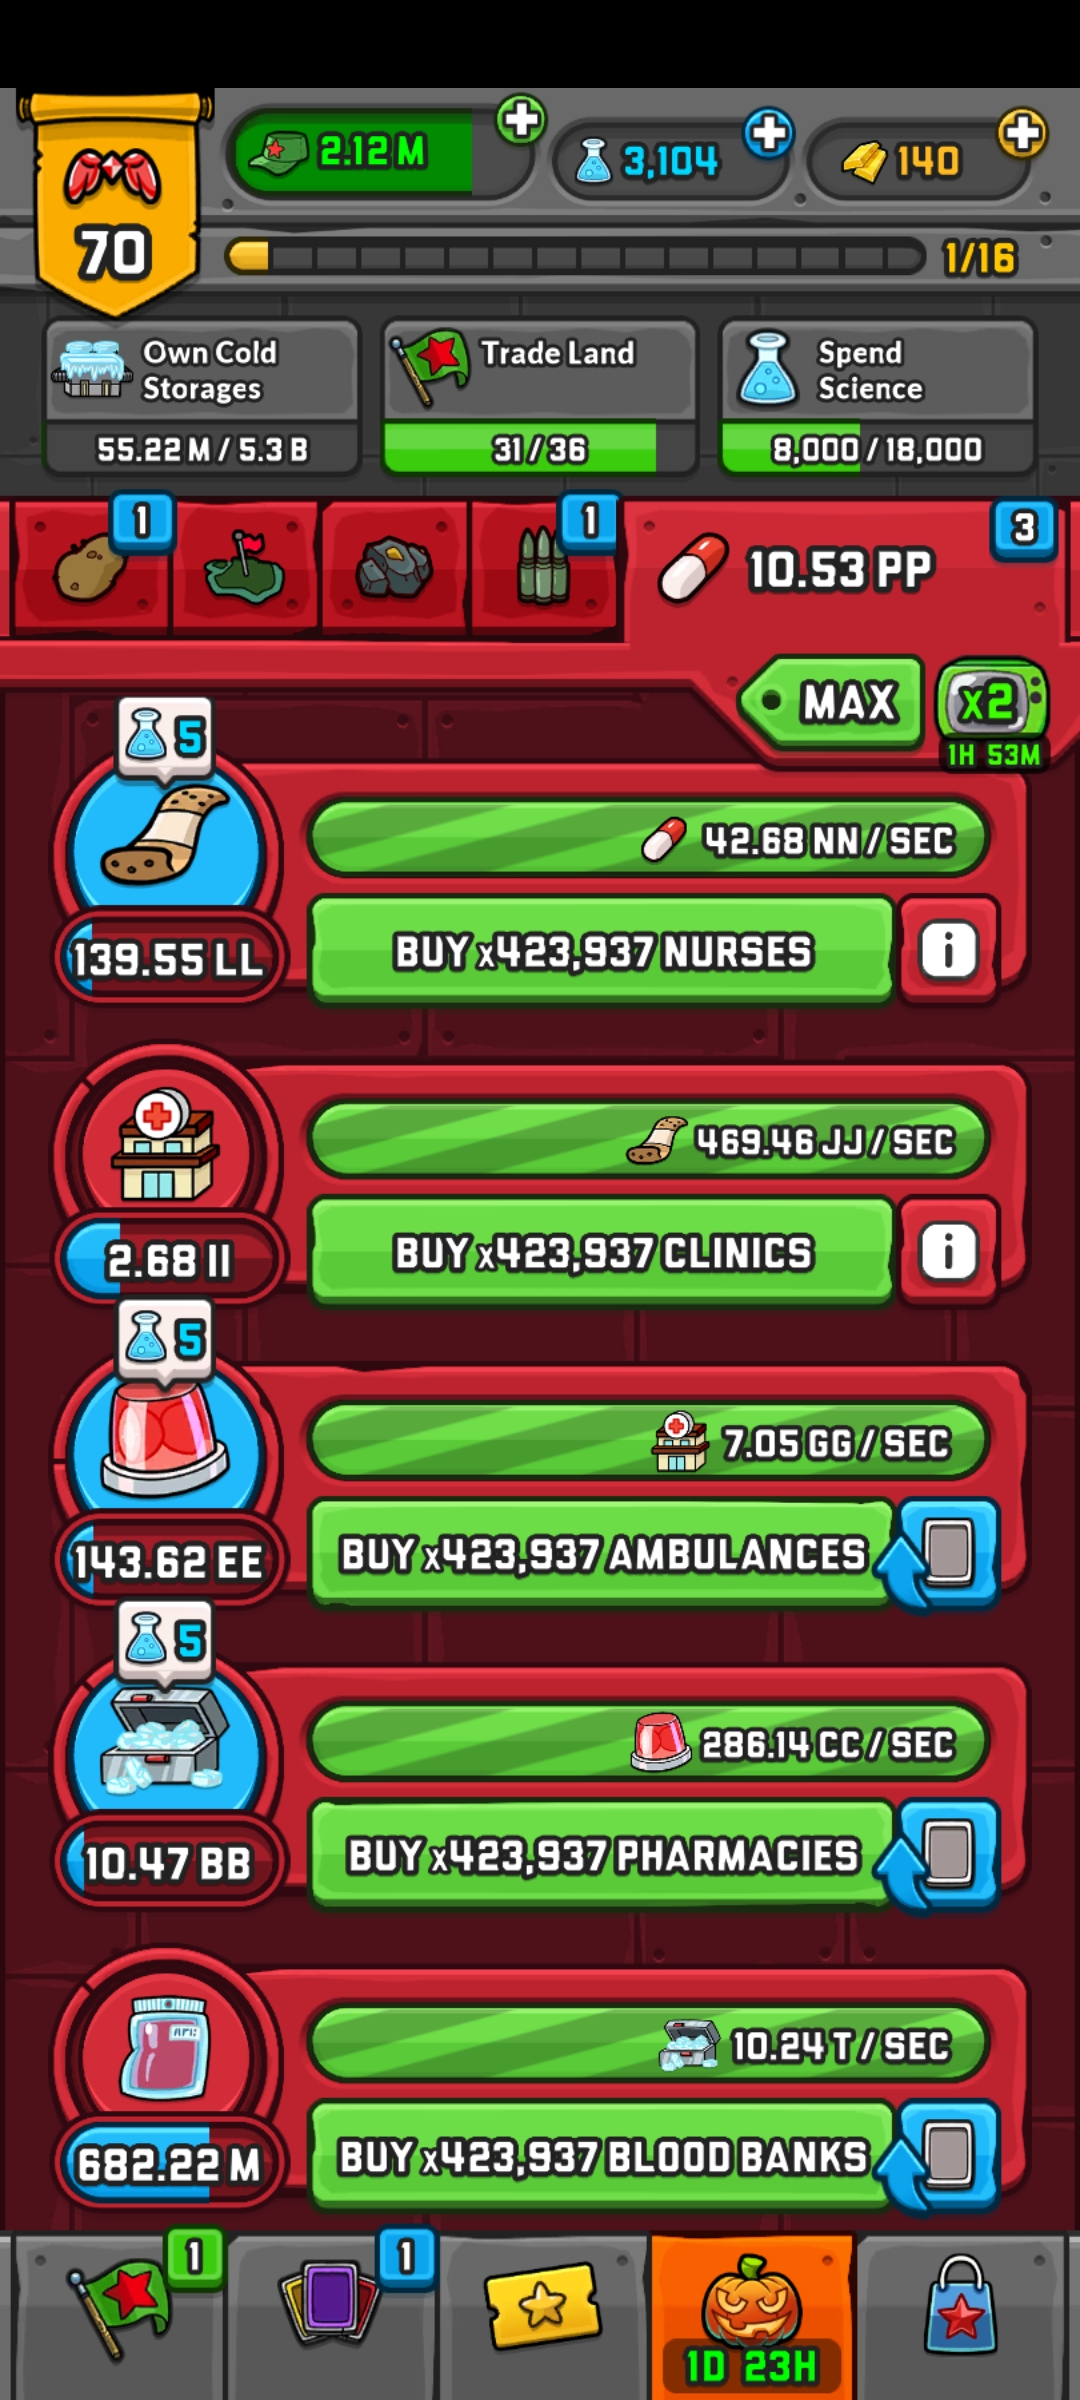 70
2.12 M
3,104
140
1/16
Own Cold
Storages
55.22 M / 5.3 B
Trade Land
31 / 36
Spend
Science
8,000 / 18,000
1
1
10.53 PP
3
MAX
x2
1H 53M
5
42.68 NN / SEC
139.55 LL
BUY x423,937 NURSES
i
469.46 JJ / SEC
2.68 II
BUY x423,937 CLINICS
i
5
7.05 GG / SEC
143.62 EE
BUY x423,937 AMBULANCES
5
286.14 CC / SEC
10.47 BB
BUY x423,937 PHARMACIES
10.24 T / SEC
682.22 M
BUY x423,937 BLOOD BANKS
1
1
1D 23H